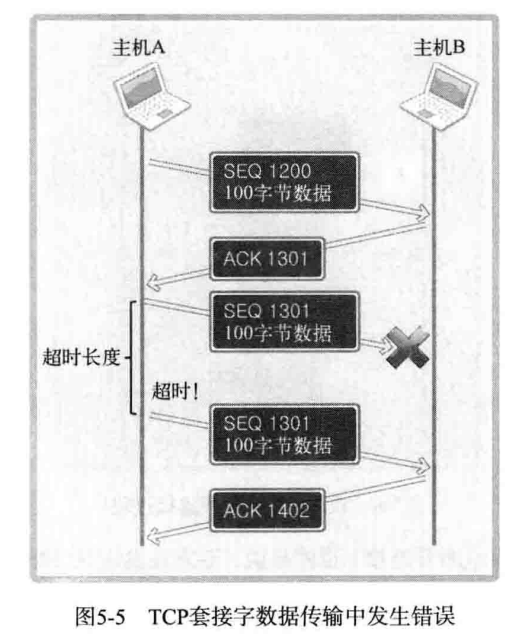 主机A
主机B
SEQ 1200
100字节数据
ACK 1301
SEQ 1301
100字节数据
超时长度
超时!
SEQ 1301
100字节数据
ACK 1402
图5-5 TCP套接字数据传输中发生错误